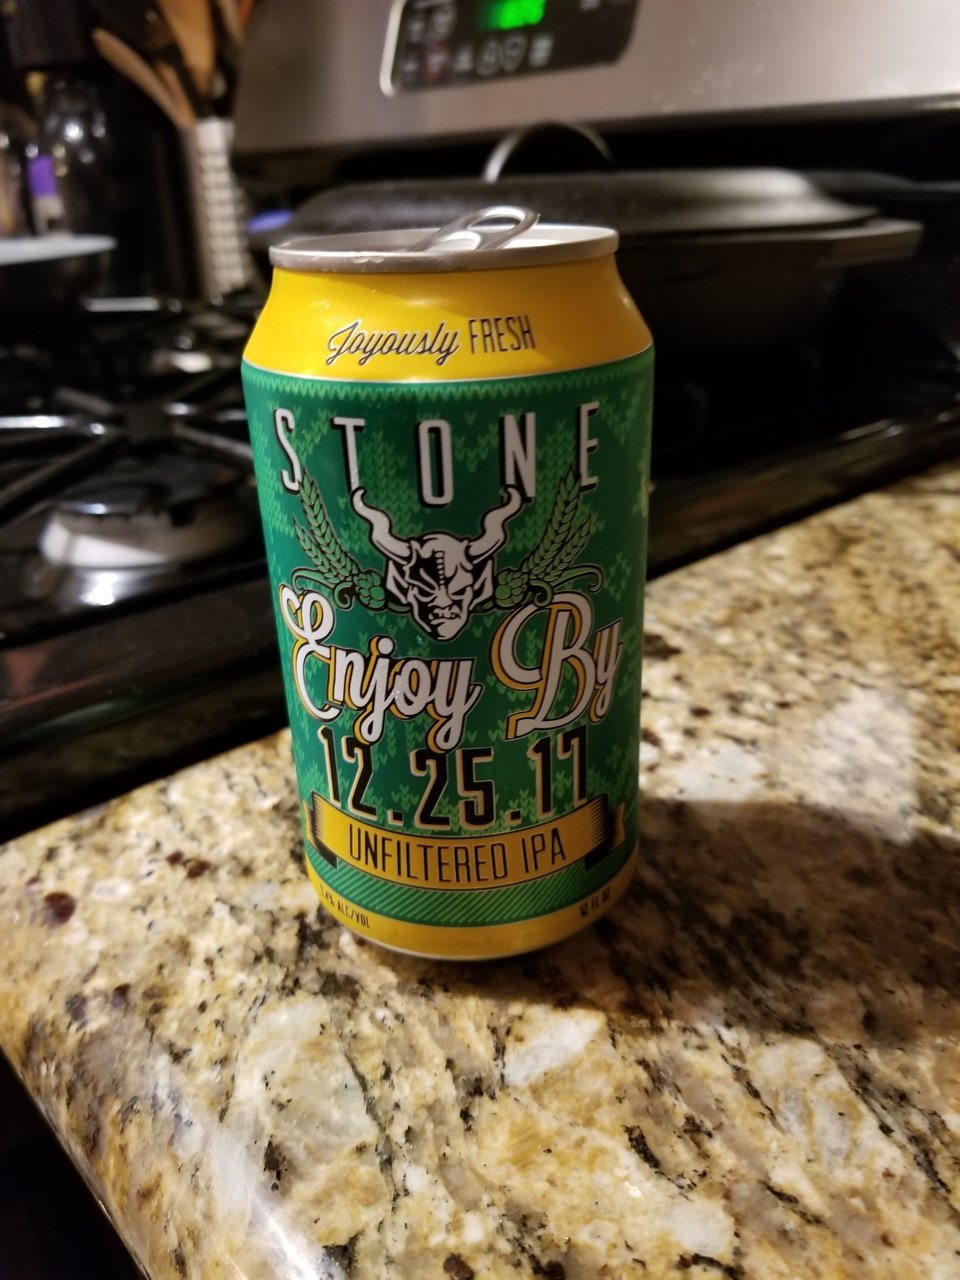 Joyously FRESH
STONE
Enjoy By
12.25.17
UNFILTERED IPA
ALC/VOL
12 FL OZ